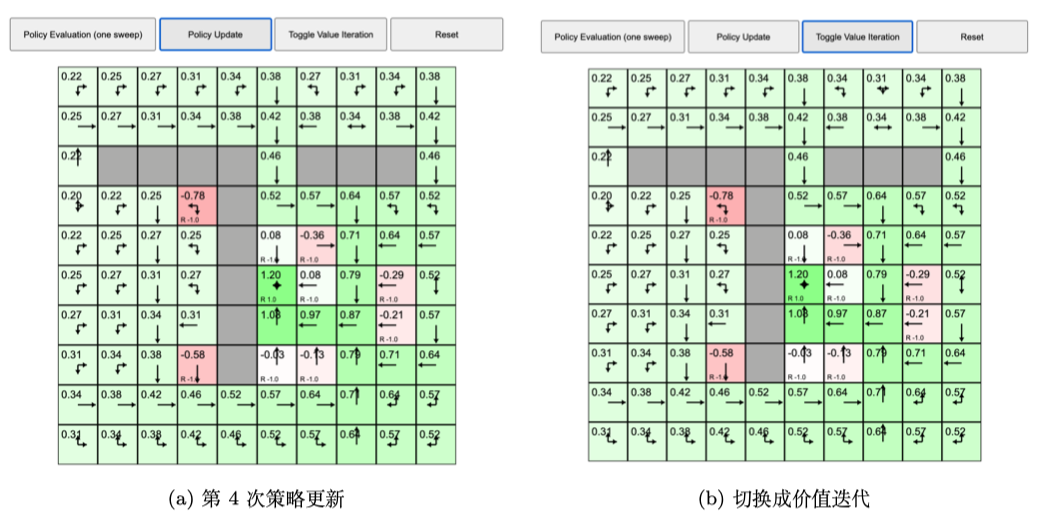 Policy Evaluation (one sweep) Policy Update Toggle Value Iteration Reset
0.22 0.25 0.27 0.31 0.34 0.38 0.27 0.31 0.34 0.38
0.25 0.27 0.31 0.34 0.38 0.42 0.38 0.34 0.38 0.42
0.22 0.46 0.46
0.20 0.22 0.25 -0.78 0.52 0.57 0.64 0.57 0.52
R -1.0
0.22 0.25 0.27 0.25 0.08 -0.36 0.71 0.64 0.57
R -1.0 R -1.0
0.25 0.27 0.31 0.27 1.20 0.08 0.79 -0.29 0.52
R 1.0 R -1.0 R -1.0
0.27 0.31 0.34 0.31 1.08 0.97 0.87 -0.21 0.57
R -1.0
0.31 0.34 0.38 -0.58 -0.03 -0.13 0.79 0.71 0.64
R -1.0 R -1.0 R -1.0
0.34 0.38 0.42 0.46 0.52 0.57 0.64 0.71 0.64 0.57
0.31 0.34 0.38 0.42 0.46 0.52 0.57 0.64 0.57 0.52
(a) 第 4 次策略更新
Policy Evaluation (one sweep) Policy Update Toggle Value Iteration Reset
0.22 0.25 0.27 0.31 0.34 0.38 0.34 0.31 0.34 0.38
0.25 0.27 0.31 0.34 0.38 0.42 0.38 0.34 0.38 0.42
0.22 0.46 0.46
0.20 0.22 0.25 -0.78 0.52 0.57 0.64 0.57 0.52
R -1.0
0.22 0.25 0.27 0.25 0.08 -0.36 0.71 0.64 0.57
R -1.0 R -1.0
0.25 0.27 0.31 0.27 1.20 0.08 0.79 -0.29 0.52
R 1.0 R -1.0 R -1.0
0.27 0.31 0.34 0.31 1.08 0.97 0.87 -0.21 0.57
R -1.0
0.31 0.34 0.38 -0.58 -0.03 -0.13 0.79 0.71 0.64
R -1.0 R -1.0 R -1.0
0.34 0.38 0.42 0.46 0.52 0.57 0.64 0.71 0.64 0.57
0.31 0.34 0.38 0.42 0.46 0.52 0.57 0.64 0.57 0.52
(b) 切换成价值迭代